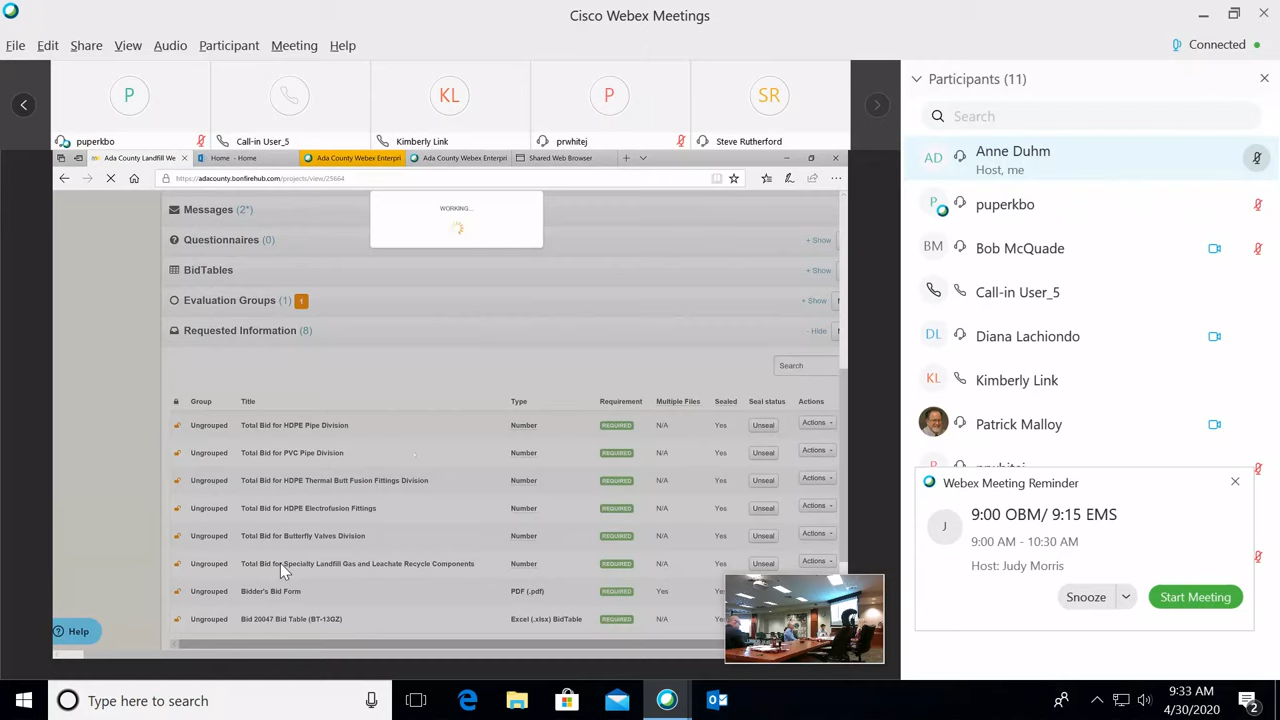 Cisco Webex Meetings
File Edit Share View Audio Participant Meeting Help
Connected
P KL P SR
puperkbo Call-in User_5 Kimberly Link prwhitej Steve Rutherford
Ada County Landfill We Home - Home Ada County Webex Enterpri Ada County Webex Enterpri Shared Web Browser
https://adacounty.bonfirehub.com/projects/view/25664
WORKING...
Messages (2*)
Questionnaires (0) + Show
BidTables + Show
Evaluation Groups (1) 1 + Show
Requested Information (8) - Hide
Search
Group Title Type Requirement Multiple Files Sealed Seal status Actions
Ungrouped Total Bid for HDPE Pipe Division Number REQUIRED N/A Yes Unseal Actions
Ungrouped Total Bid for PVC Pipe Division Number REQUIRED N/A Yes Unseal Actions
Ungrouped Total Bid for HDPE Thermal Butt Fusion Fittings Division Number REQUIRED N/A Yes Unseal Actions
Ungrouped Total Bid for HDPE Electrofusion Fittings Number REQUIRED N/A Yes Unseal Actions
Ungrouped Total Bid for Butterfly Valves Division Number REQUIRED N/A Yes Unseal Actions
Ungrouped Total Bid for Specialty Landfill Gas and Leachate Recycle Components Number REQUIRED N/A Yes Unseal Actions
Ungrouped Bidder's Bid Form PDF (.pdf) REQUIRED N/A Yes
Ungrouped Bid 20047 Bid Table (BT-13GZ) Excel (.xlsx) BidTable REQUIRED N/A
Help
Participants (11)
Search
AD Anne Duhm
Host, me
P puperkbo
BM Bob McQuade
Call-in User_5
DL Diana Lachiondo
KL Kimberly Link
Patrick Malloy
Webex Meeting Reminder
J 9:00 OBM/ 9:15 EMS
9:00 AM - 10:30 AM
Host: Judy Morris
Snooze Start Meeting
Type here to search
9:33 AM
4/30/2020
2